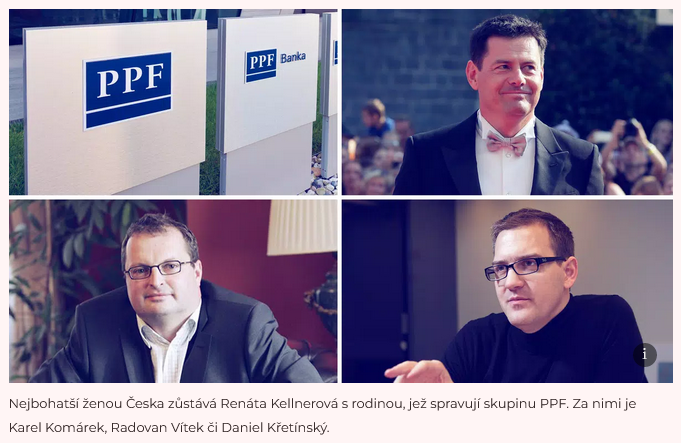 PPF
PPF Banka
i
Nejbohatší ženou Česka zůstává Renáta Kellnerová s rodinou, jež spravují skupinu PPF. Za nimi je
Karel Komárek, Radovan Vítek či Daniel Křetínský.